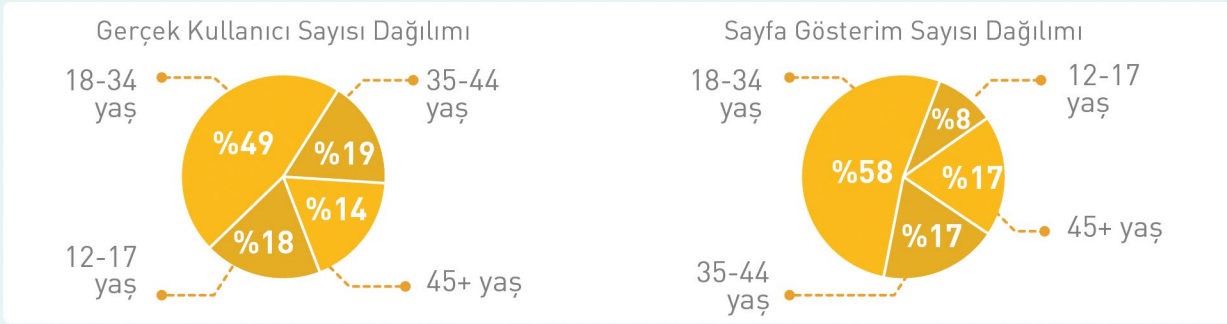 Gerçek Kullanıcı Sayısı Dağılımı
18-34
yaş
35-44
yaş
%49
%19
%14
%18
12-17
yaş
45+ yaş
Sayfa Gösterim Sayısı Dağılımı
18-34
yaş
12-17
yaş
%8
%58
%17
%17
45+ yaş
35-44
yaş